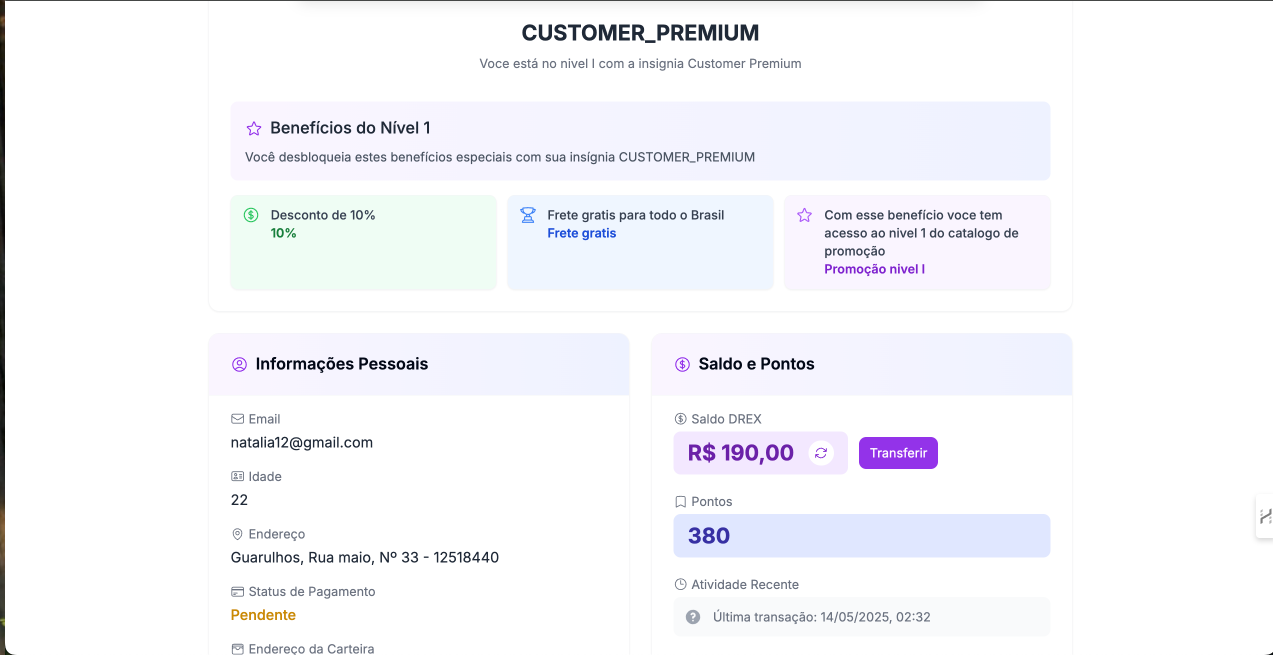 CUSTOMER_PREMIUM
Voce está no nivel I com a insignia Customer Premium
Benefícios do Nível 1
Você desbloqueia estes benefícios especiais com sua insígnia CUSTOMER_PREMIUM
Desconto de 10%
10%
Frete gratis para todo o Brasil
Frete gratis
Com esse benefício voce tem
acesso ao nivel 1 do catalogo de
promoção
Promoção nivel I
Informações Pessoais
Email
natalia12@gmail.com
Idade
22
Endereço
Guarulhos, Rua maio, Nº 33 - 12518440
Status de Pagamento
Pendente
Endereço da Carteira
Saldo e Pontos
Saldo DREX
R$ 190,00
Transferir
Pontos
380
Atividade Recente
Última transação: 14/05/2025, 02:32